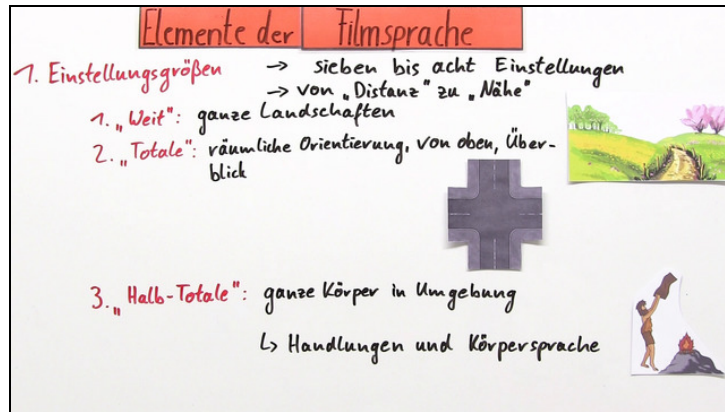 Elemente der Filmsprache
1. Einstellungsgrößen → sieben bis acht Einstellungen
→ von „Distanz" zu „Nähe"
1. „Weit": ganze Landschaften
2. „Totale": räumliche Orientierung, von oben, Über-
blick
3. „Halb-Totale": ganze Körper in Umgebung
↳ Handlungen und Körpersprache